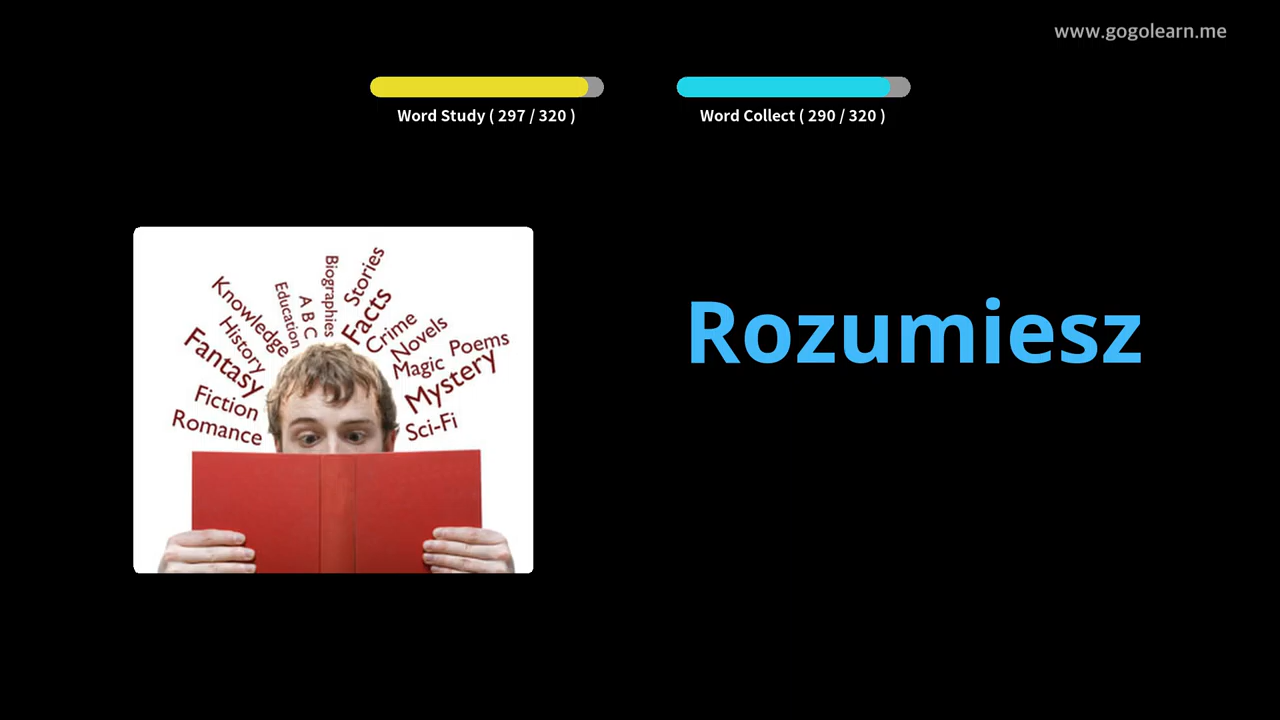 www.gogolearn.me
Word Study ( 297 / 320 )
Word Collect ( 290 / 320 )
Rozumiesz
Stories
Biographies
Facts
A B C
Education
Knowledge
Crime
Novels
History
Poems
Magic
Fantasy
Mystery
Fiction
Sci-Fi
Romance